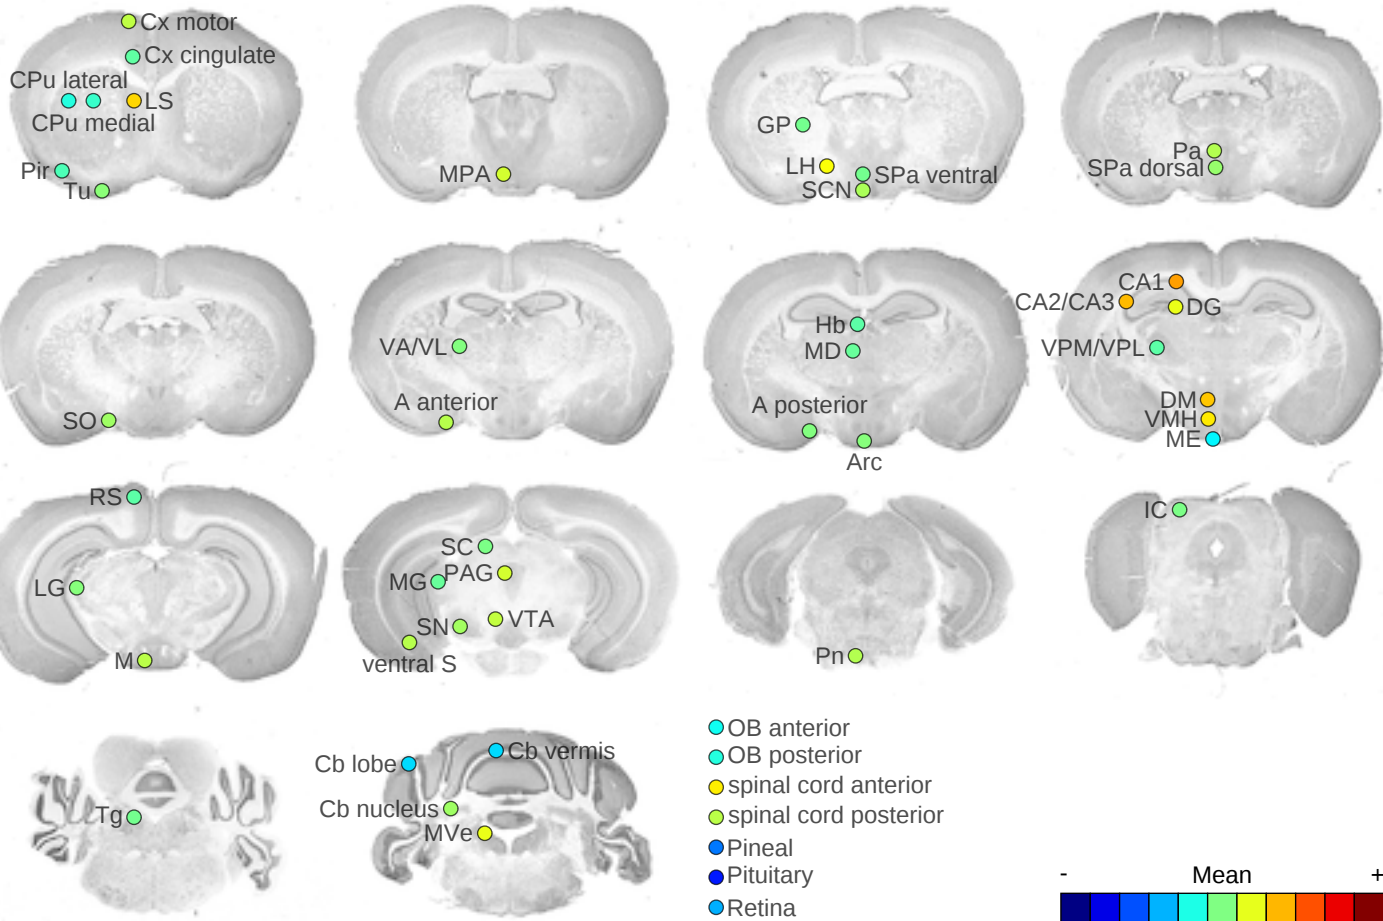 Cx motor
Cx cingulate
CPu lateral
LS
CPu medial
Pir
Tu
MPA
GP
LH
SPa ventral
SCN
Pa
SPa dorsal
SO
VA/VL
A anterior
Hb
MD
A posterior
Arc
CA1
CA2/CA3
DG
VPM/VPL
DM
VMH
ME
RS
LG
M
SC
MG
PAG
SN
VTA
ventral S
Pn
IC
Tg
Cb lobe
Cb vermis
Cb nucleus
MVe
OB anterior
OB posterior
spinal cord anterior
spinal cord posterior
Pineal
Pituitary
Retina
- Mean +